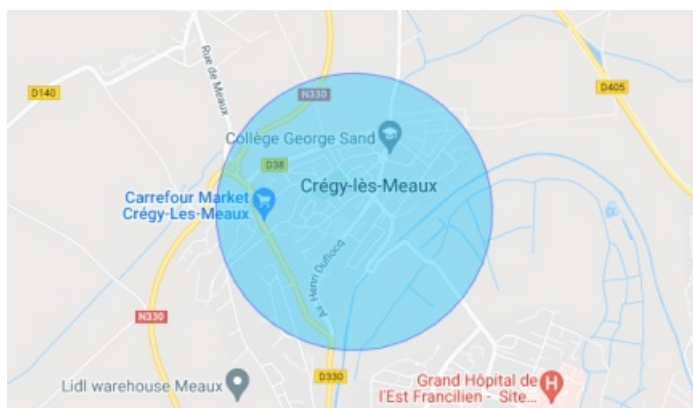 Rue de Meaux
D140
N330
D405
Collège George Sand
D38
Crégy-lès-Meaux
Carrefour Market
Crégy-Les-Meaux
Av. Henri Duflocq
N330
D330
Lidl warehouse Meaux
Grand Hôpital de
l'Est Francilien - Site...
H